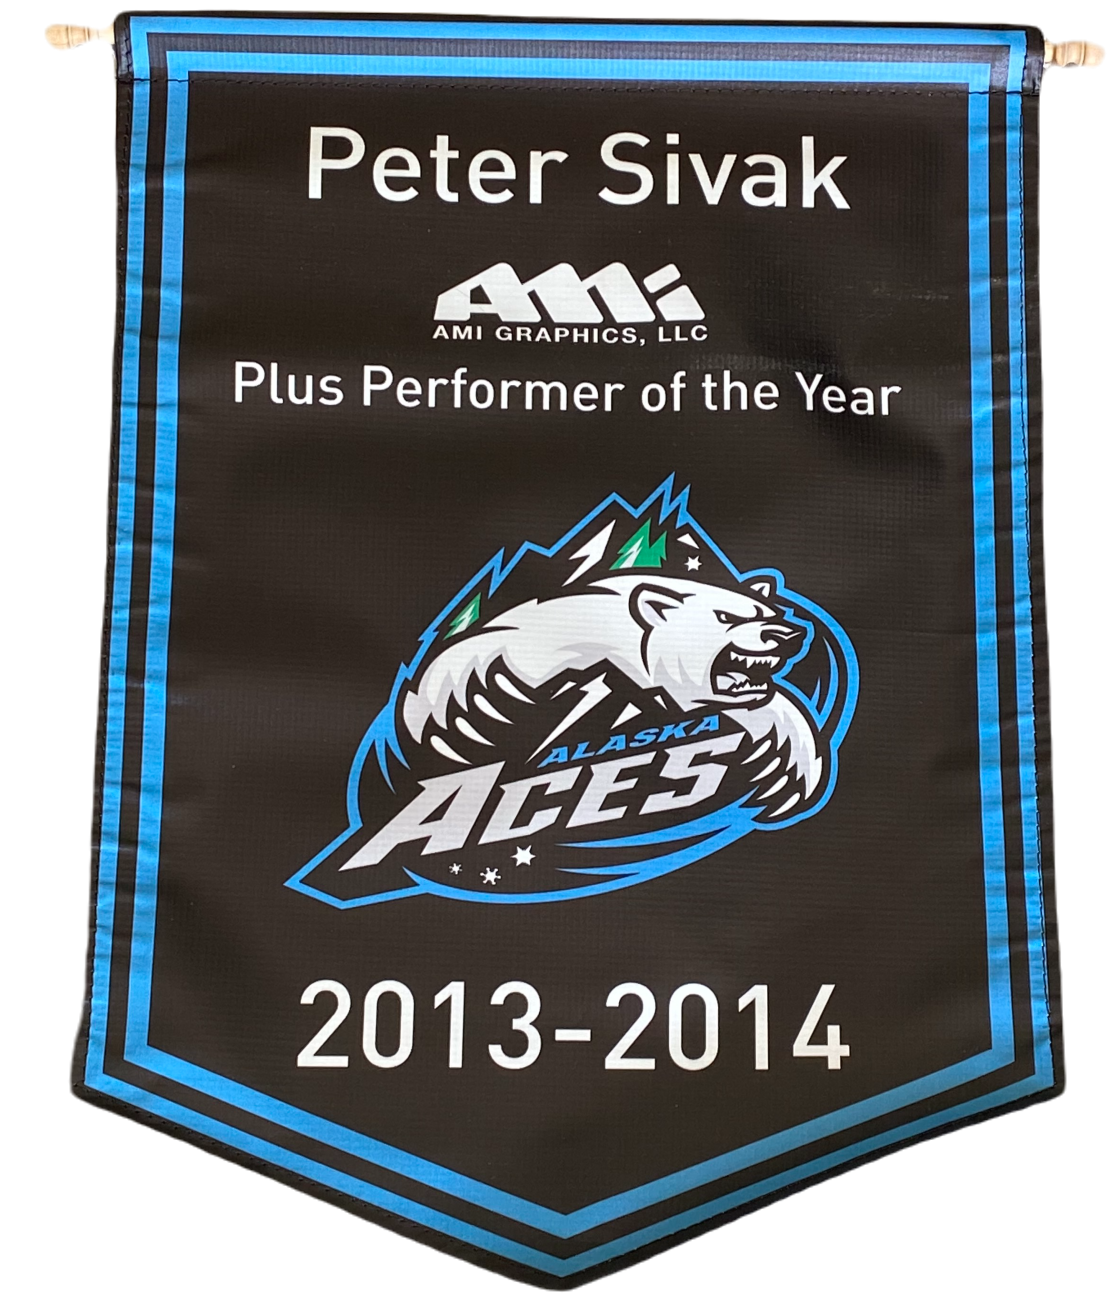 Peter Sivak
AMi
AMI GRAPHICS, LLC
Plus Performer of the Year
ALASKA
ACES
2013-2014